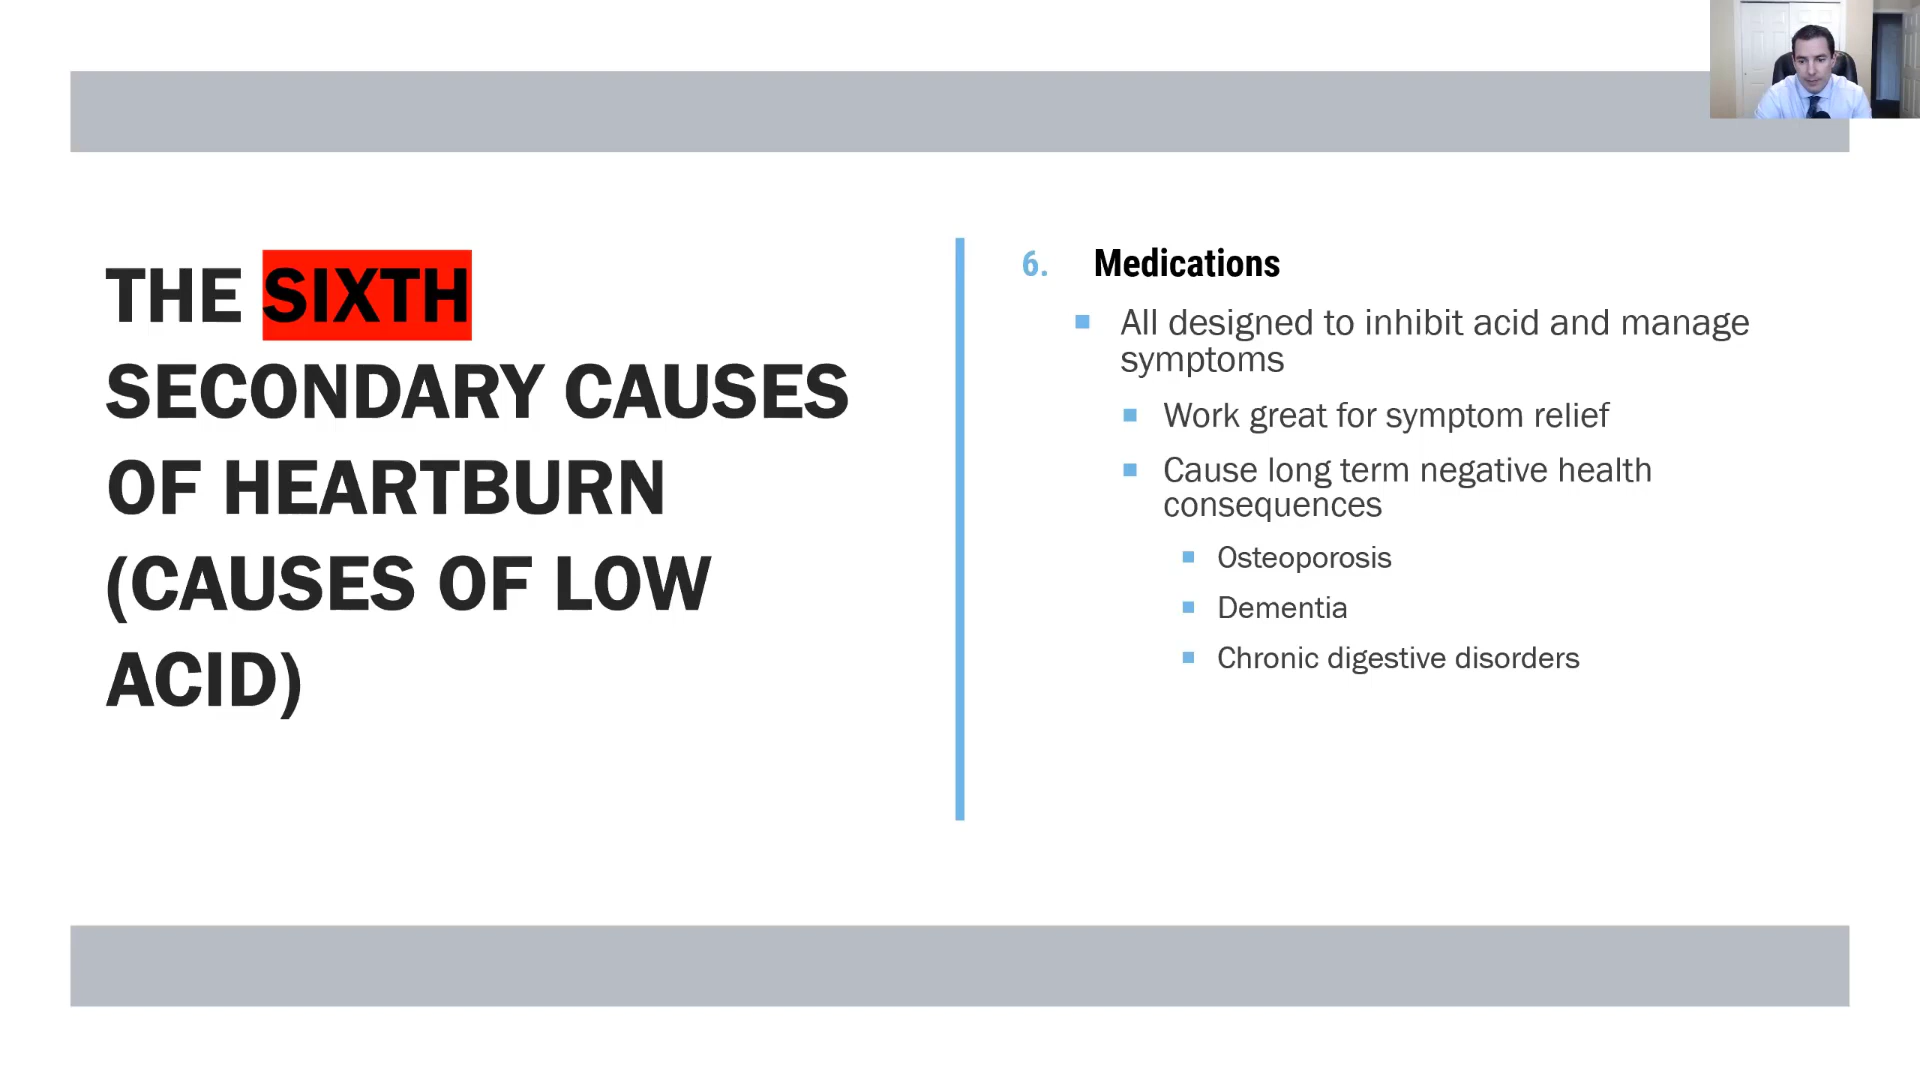 THE SIXTH
SECONDARY CAUSES
OF HEARTBURN
(CAUSES OF LOW
ACID)
6. Medications
All designed to inhibit acid and manage
symptoms
Work great for symptom relief
Cause long term negative health
consequences
Osteoporosis
Dementia
Chronic digestive disorders